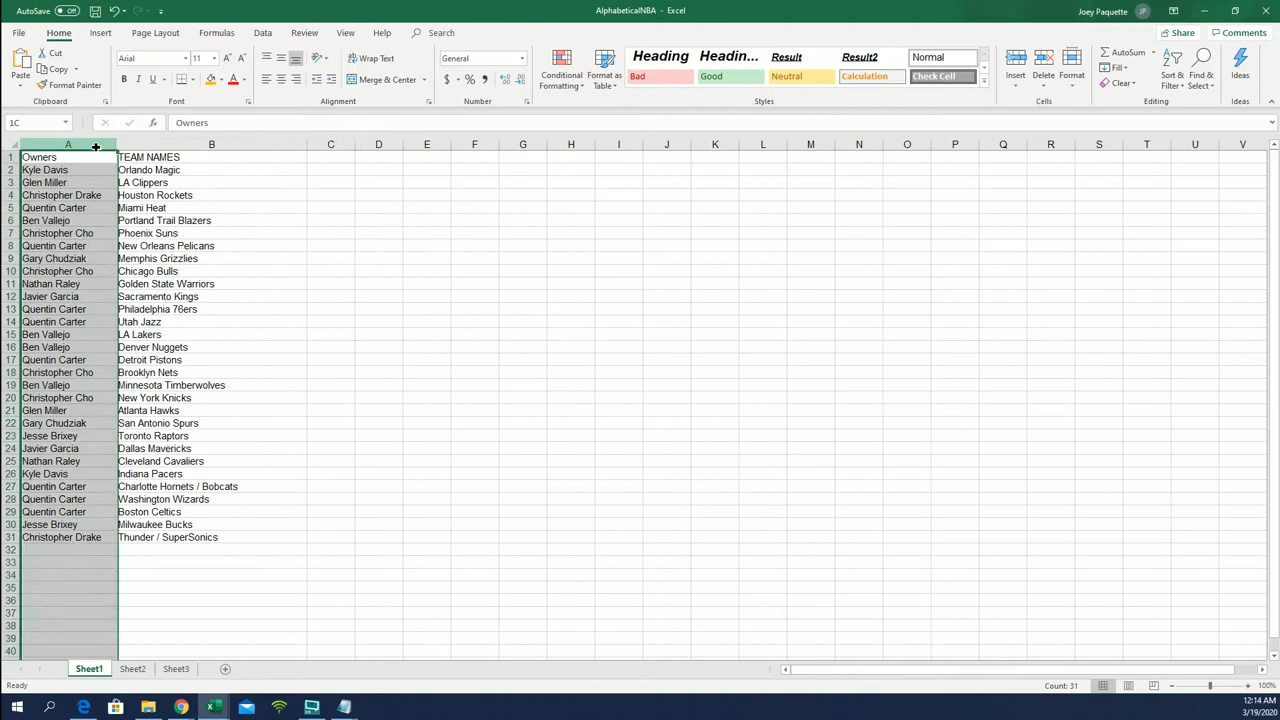 AutoSave Off AlphabeticalNBA - Excel Joey Paquette JP
File Home Insert Page Layout Formulas Data Review View Help Search Share Comments
Paste Cut Copy Format Painter Clipboard
Arial 11 A A B I U A Font
ab Wrap Text Merge & Center Alignment
General $ % , Number
Conditional Formatting Format as Table
Heading Headin... Result Result2 Normal
Bad Good Neutral Calculation Check Cell
Styles
Insert Delete Format Cells
AutoSum Fill Clear Sort & Filter Find & Select Editing
Ideas Ideas
1C fx Owners
A B C D E F G H I J K L M N O P Q R S T U V
1 Owners TEAM NAMES
2 Kyle Davis Orlando Magic
3 Glen Miller LA Clippers
4 Christopher Drake Houston Rockets
5 Quentin Carter Miami Heat
6 Ben Vallejo Portland Trail Blazers
7 Christopher Cho Phoenix Suns
8 Quentin Carter New Orleans Pelicans
9 Gary Chudziak Memphis Grizzlies
10 Christopher Cho Chicago Bulls
11 Nathan Raley Golden State Warriors
12 Javier Garcia Sacramento Kings
13 Quentin Carter Philadelphia 76ers
14 Quentin Carter Utah Jazz
15 Ben Vallejo LA Lakers
16 Ben Vallejo Denver Nuggets
17 Quentin Carter Detroit Pistons
18 Christopher Cho Brooklyn Nets
19 Ben Vallejo Minnesota Timberwolves
20 Christopher Cho New York Knicks
21 Glen Miller Atlanta Hawks
22 Gary Chudziak San Antonio Spurs
23 Jesse Brixey Toronto Raptors
24 Javier Garcia Dallas Mavericks
25 Nathan Raley Cleveland Cavaliers
26 Kyle Davis Indiana Pacers
27 Quentin Carter Charlotte Hornets / Bobcats
28 Quentin Carter Washington Wizards
29 Quentin Carter Boston Celtics
30 Jesse Brixey Milwaukee Bucks
31 Christopher Drake Thunder / SuperSonics
32
33
34
35
36
37
38
39
40
Sheet1 Sheet2 Sheet3
Ready Count: 31 100%
12:14 AM
3/19/2020